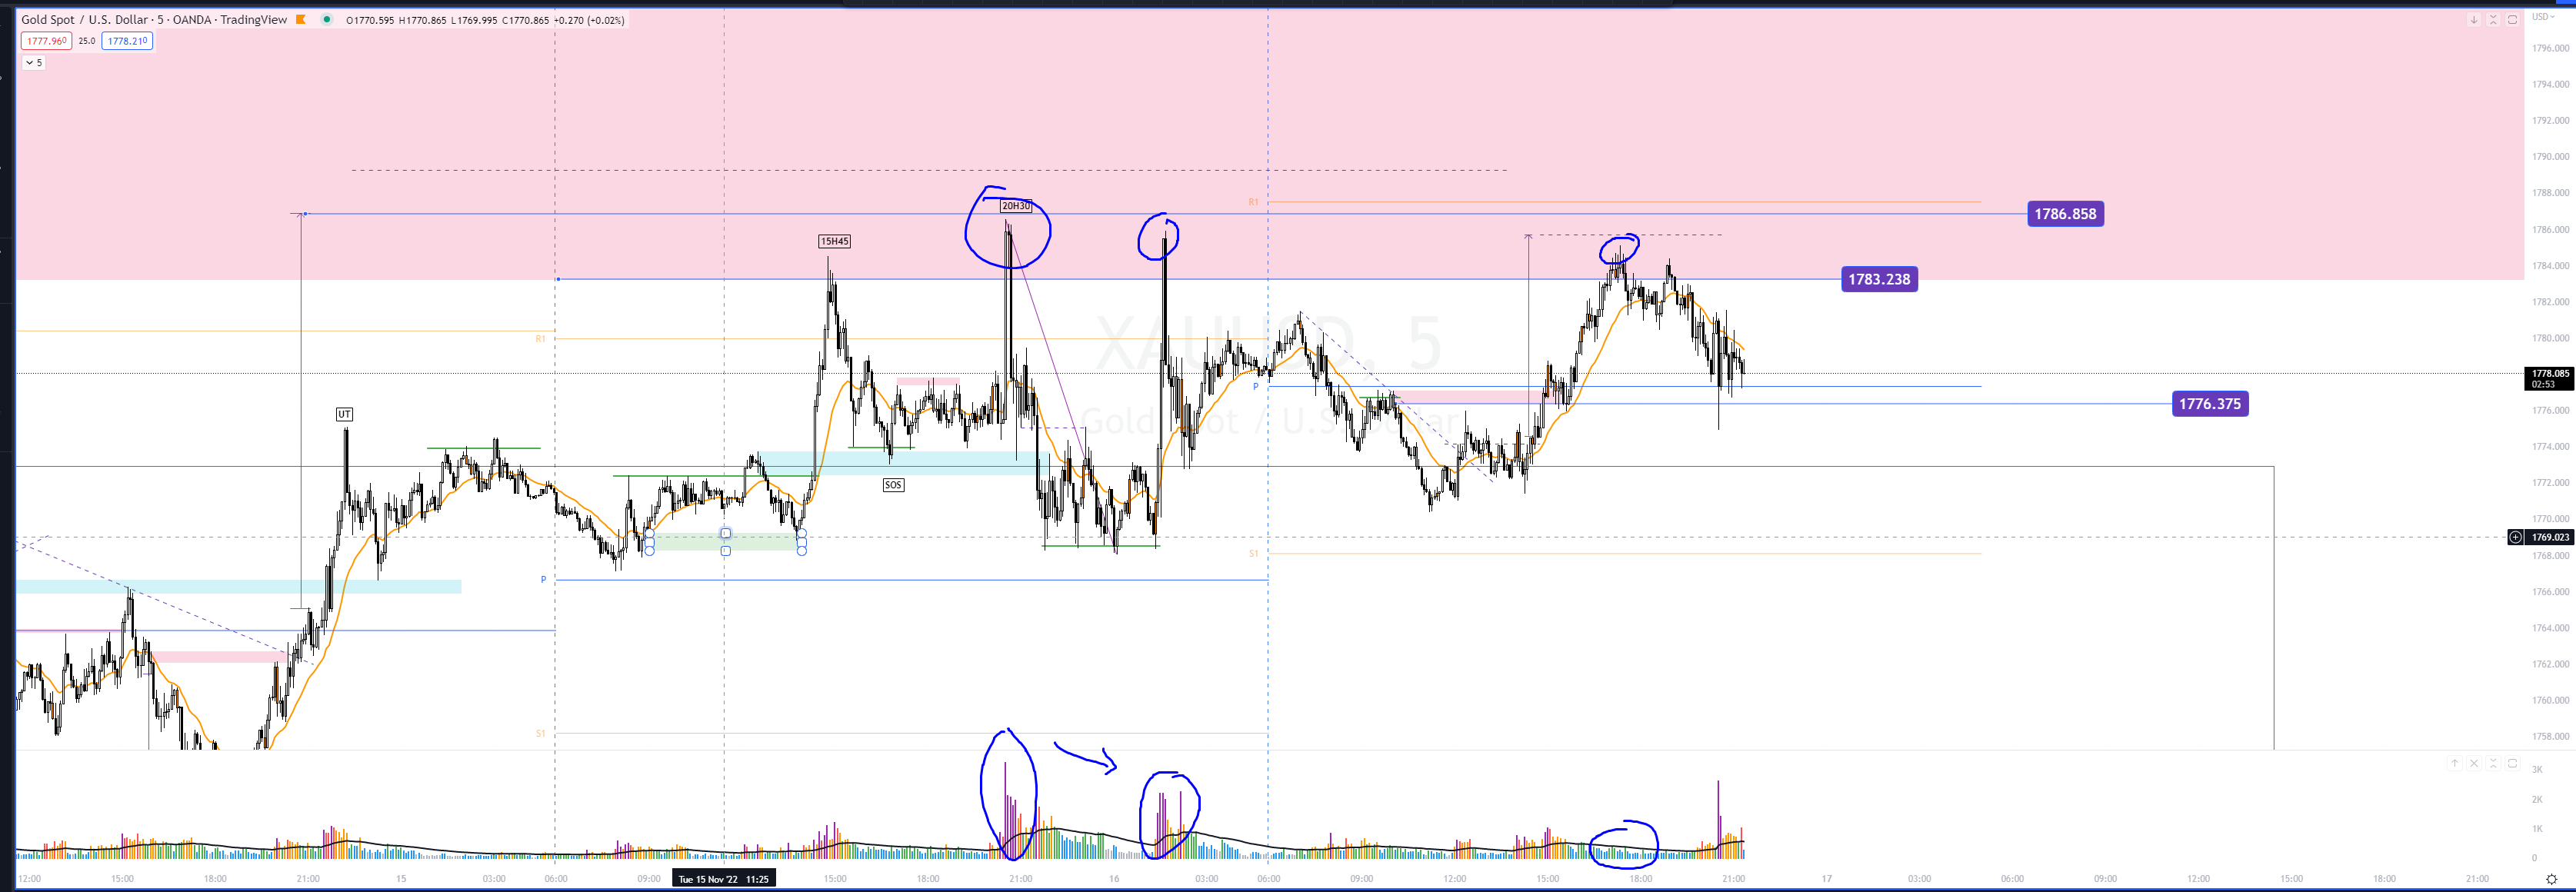 Gold Spot / U.S. Dollar · 5 · OANDA · TradingView O1770.595 H1770.865 L1769.995 C1770.865 +0.270 (+0.02%)
1777.960 25.0 1778.210
5
USD
1796.000
1794.000
1792.000
1790.000
1788.000
1786.000
1784.000
1782.000
1780.000
1778.085
02:53
1776.000
1774.000
1772.000
1770.000
1769.023
1768.000
1766.000
1764.000
1762.000
1760.000
1758.000
3K
2K
1K
0
XAUUSD, 5
Gold Spot / U.S. Dollar
R1
20H30
1786.858
15H45
1783.238
R1
P
1776.375
UT
SOS
S1
P
S1
12:00 15:00 18:00 21:00 15 03:00 06:00 09:00 Tue 15 Nov '22 11:25 15:00 18:00 21:00 16 03:00 06:00 09:00 12:00 15:00 18:00 21:00 17 03:00 06:00 09:00 12:00 15:00 18:00 21:00